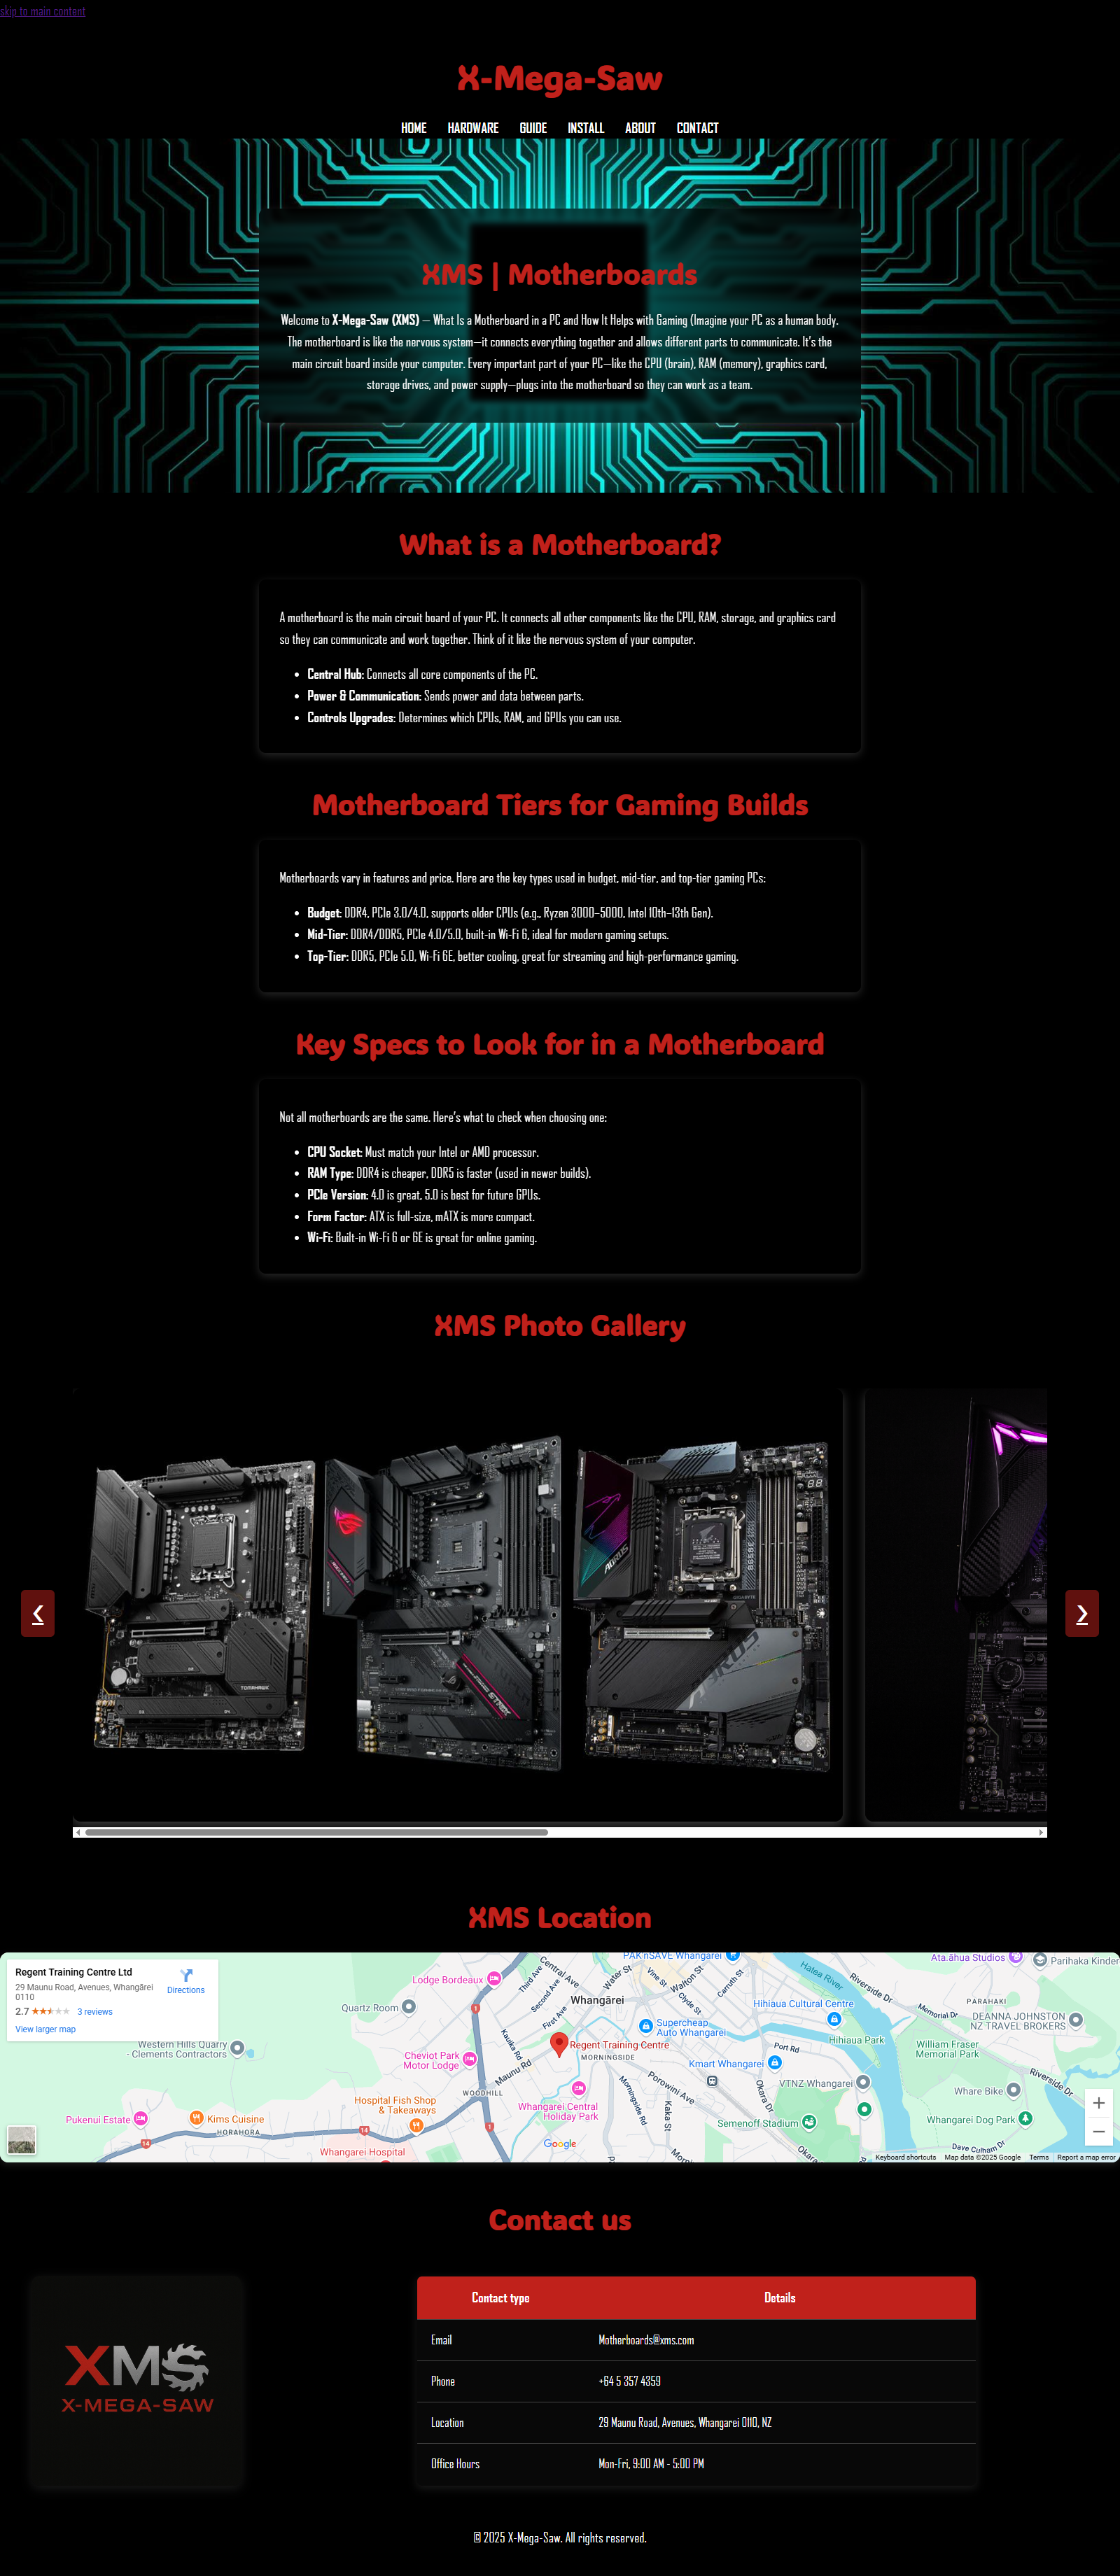 skip to main content
X-Mega-Saw
HOME HARDWARE GUIDE INSTALL ABOUT CONTACT
XMS | Motherboards
Welcome to X-Mega-Saw (XMS) – What Is a Motherboard in a PC and How It Helps with Gaming (Imagine your PC as a human body.
The motherboard is like the nervous system—it connects everything together and allows different parts to communicate. It's the
main circuit board inside your computer. Every important part of your PC—like the CPU (brain), RAM (memory), graphics card,
storage drives, and power supply—plugs into the motherboard so they can work as a team.
What is a Motherboard?
A motherboard is the main circuit board of your PC. It connects all other components like the CPU, RAM, storage, and graphics card
so they can communicate and work together. Think of it like the nervous system of your computer.
• Central Hub: Connects all core components of the PC.
• Power & Communication: Sends power and data between parts.
• Controls Upgrades: Determines which CPUs, RAM, and GPUs you can use.
Motherboard Tiers for Gaming Builds
Motherboards vary in features and price. Here are the key types used in budget, mid-tier, and top-tier gaming PCs:
• Budget: DDR4, PCIe 3.0/4.0, supports older CPUs (e.g., Ryzen 3000–5000, Intel 10th–13th Gen).
• Mid-Tier: DDR4/DDR5, PCIe 4.0/5.0, built-in Wi-Fi 6, ideal for modern gaming setups.
• Top-Tier: DDR5, PCIe 5.0, Wi-Fi 6E, better cooling, great for streaming and high-performance gaming.
Key Specs to Look for in a Motherboard
Not all motherboards are the same. Here's what to check when choosing one:
• CPU Socket: Must match your Intel or AMD processor.
• RAM Type: DDR4 is cheaper, DDR5 is faster (used in newer builds).
• PCIe Version: 4.0 is great, 5.0 is best for future GPUs.
• Form Factor: ATX is full-size, mATX is more compact.
• Wi-Fi: Built-in Wi-Fi 6 or 6E is great for online gaming.
XMS Photo Gallery
TOMAHAWK
STRIX
AORUS
❮
❯
XMS Location
Regent Training Centre Ltd
29 Maunu Road, Avenues, Whangārei
0110
Directions
2.7 3 reviews
View larger map
Western Hills Quarry
- Clements Contractors
Pukenui Estate
Kims Cuisine
HORAHORA
14
Quartz Room
Lodge Bordeaux
Cheviot Park
Motor Lodge
Hospital Fish Shop
& Takeaways
Whangarei Hospital
14
1
1
WOODHILL
Kauika Rd
Maunu Rd
First Ave
Second Ave
Third Ave
Central Ave
Water St
Vine St
Walton St
Clyde St
Carruth St
PAK'nSAVE Whangarei
Whangārei
Supercheap
Auto Whangarei
Regent Training Centre
MORNINGSIDE
Whangarei Central
Holiday Park
Morningside Rd
Porowini Ave
Kaka St
Okara Dr
Kmart Whangarei
Port Rd
Semenoff Stadium
VTNZ Whangarei
Hihiaua Cultural Centre
Hihiaua Park
Hatea River
Riverside Dr
Ata.āhua Studios
Parihaka Kinder
PARAHAKI
Memorial Dr
DEANNA JOHNSTON
NZ TRAVEL BROKERS
William Fraser
Memorial Park
Whare Bike
Riverside Dr
Whangarei Dog Park
Dave Culham Dr
Google
Keyboard shortcuts Map data ©2025 Google Terms Report a map error
Contact us
XMS
X-MEGA-SAW
Contact type Details
Email Motherboards@xms.com
Phone +64 5 357 4359
Location 29 Maunu Road, Avenues, Whangarei 0110, NZ
Office Hours Mon-Fri, 9:00 AM - 5:00 PM
© 2025 X-Mega-Saw. All rights reserved.